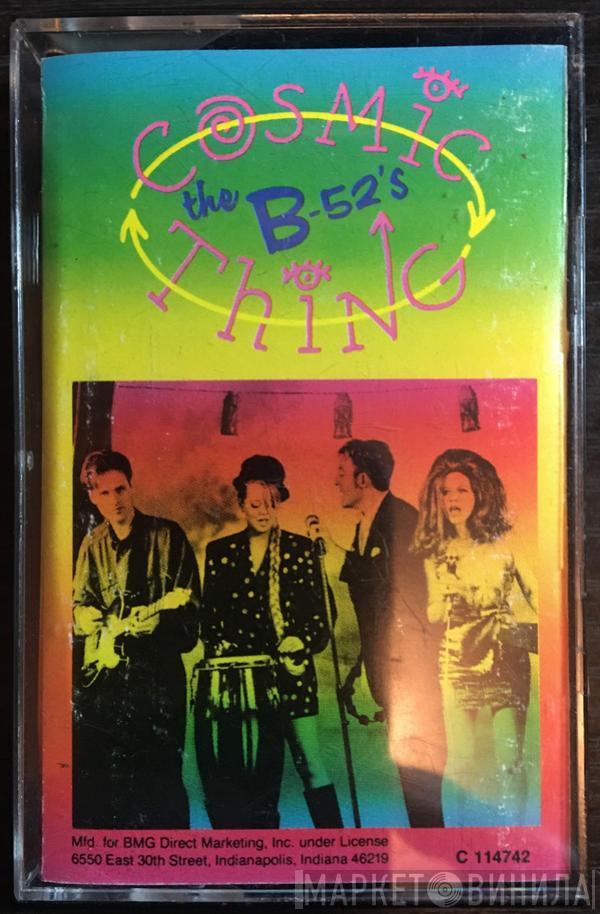 COSMIC
the B-52's
THING
Mfd. for BMG Direct Marketing, Inc. under License
6550 East 30th Street, Indianapolis, Indiana 46219
C 114742
МАРКЕТ ВИНИЛА